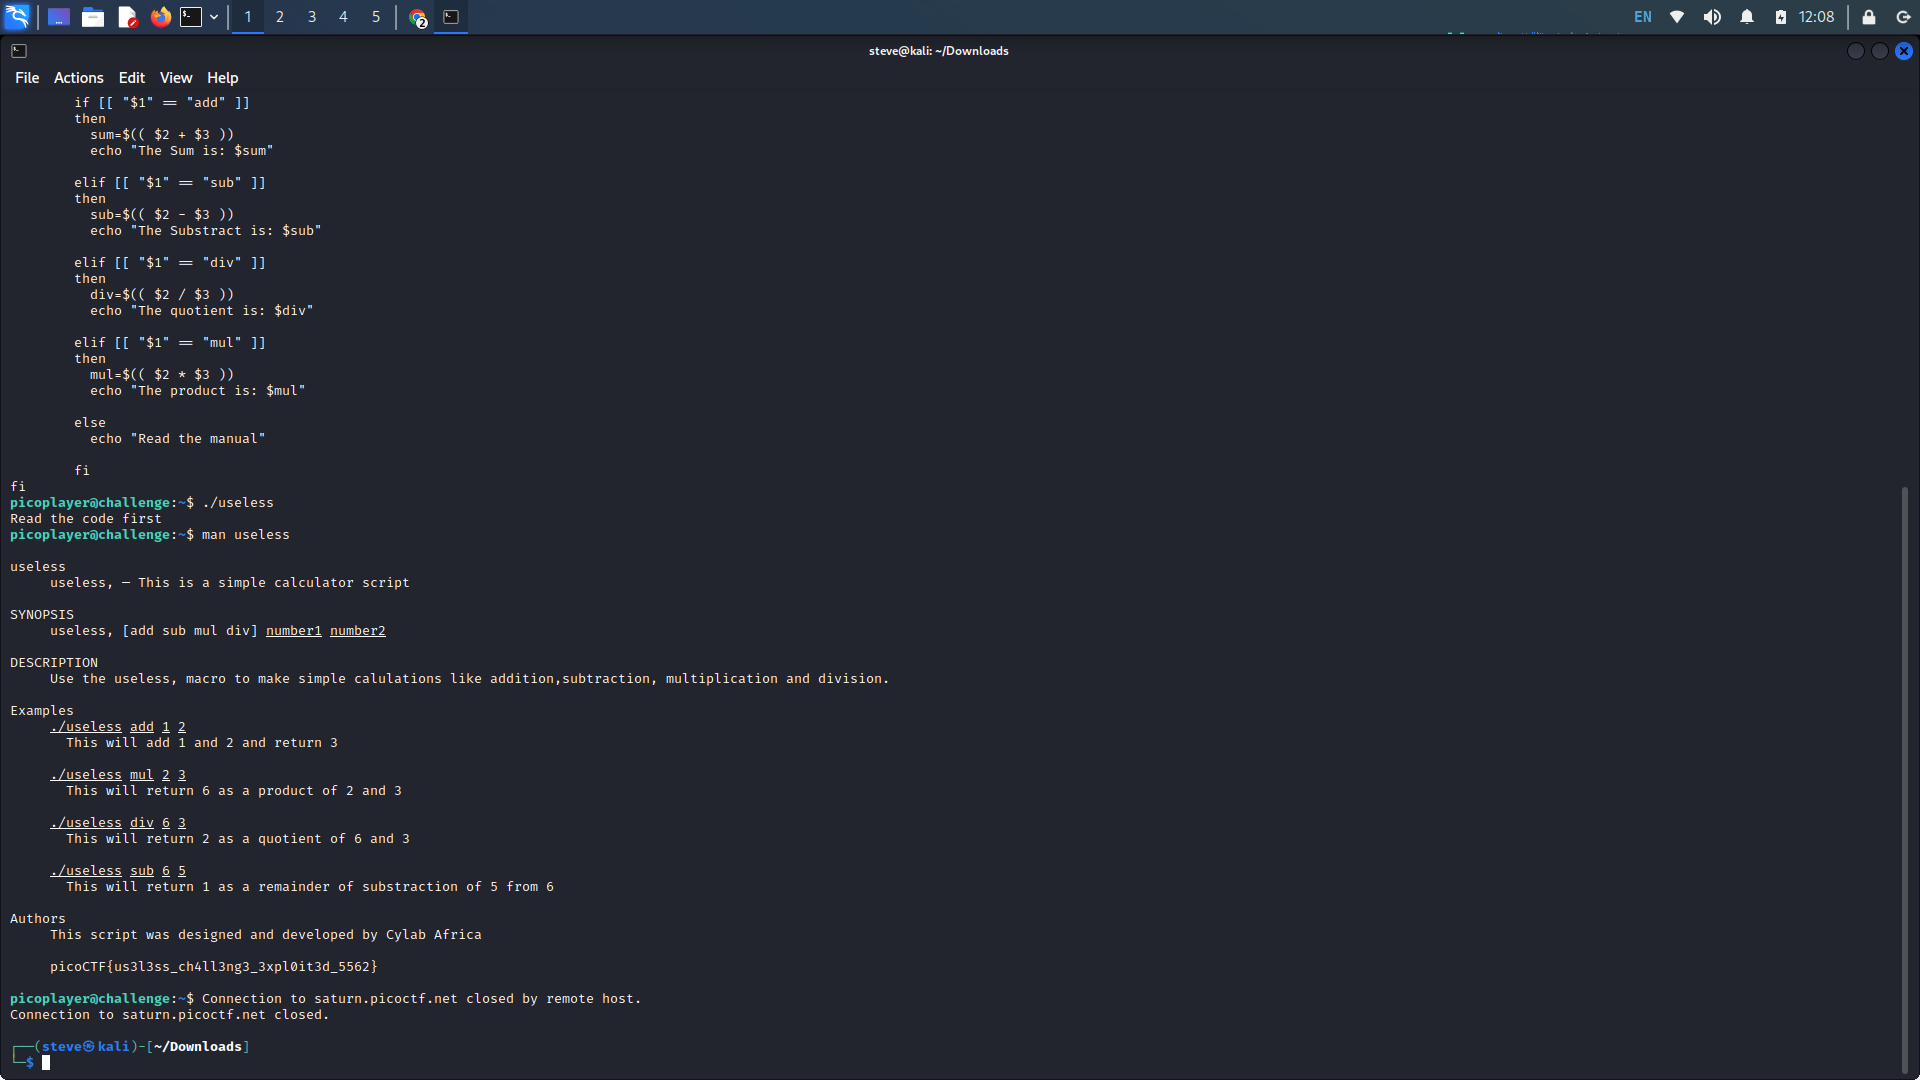 1 2 3 4 5 2 EN 12:08
steve@kali: ~/Downloads
File Actions Edit View Help
if [[ "$1" == "add" ]]
then
sum=$(( $2 + $3 ))
echo "The Sum is: $sum"
elif [[ "$1" == "sub" ]]
then
sub=$(( $2 - $3 ))
echo "The Substract is: $sub"
elif [[ "$1" == "div" ]]
then
div=$(( $2 / $3 ))
echo "The quotient is: $div"
elif [[ "$1" == "mul" ]]
then
mul=$(( $2 * $3 ))
echo "The product is: $mul"
else
echo "Read the manual"
fi
fi
picoplayer@challenge:~$ ./useless
Read the code first
picoplayer@challenge:~$ man useless
useless
useless, — This is a simple calculator script
SYNOPSIS
useless, [add sub mul div] number1 number2
DESCRIPTION
Use the useless, macro to make simple calulations like addition,subtraction, multiplication and division.
Examples
./useless add 1 2
This will add 1 and 2 and return 3
./useless mul 2 3
This will return 6 as a product of 2 and 3
./useless div 6 3
This will return 2 as a quotient of 6 and 3
./useless sub 6 5
This will return 1 as a remainder of substraction of 5 from 6
Authors
This script was designed and developed by Cylab Africa
picoCTF{us3l3ss_ch4ll3ng3_3xpl0it3d_5562}
picoplayer@challenge:~$ Connection to saturn.picoctf.net closed by remote host.
Connection to saturn.picoctf.net closed.
┌──(steve㉿kali)-[~/Downloads]
└─$